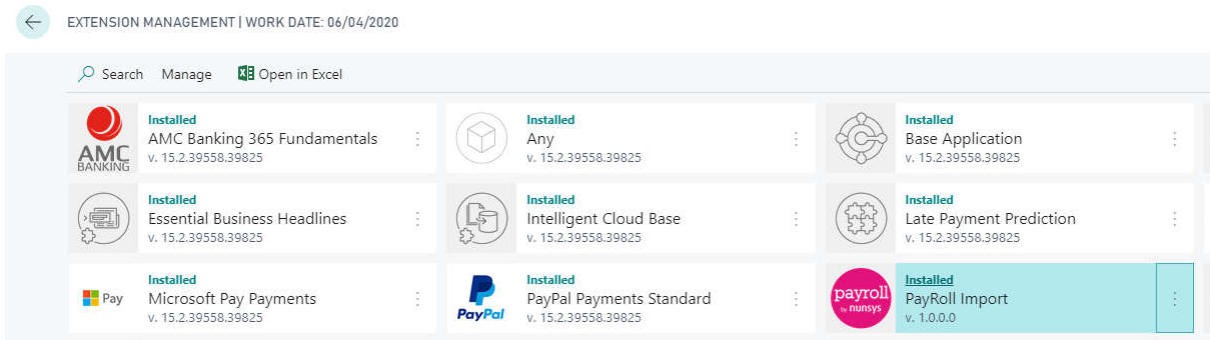 EXTENSION MANAGEMENT | WORK DATE: 06/04/2020
Search Manage Open in Excel
AMC
BANKING
Installed
AMC Banking 365 Fundamentals
v. 15.2.39558.39825
Installed
Any
v. 15.2.39558.39825
Installed
Base Application
v. 15.2.39558.39825
Installed
Essential Business Headlines
v. 15.2.39558.39825
Installed
Intelligent Cloud Base
v. 15.2.39558.39825
Installed
Late Payment Prediction
v. 15.2.39558.39825
Pay
Installed
Microsoft Pay Payments
v. 15.2.39558.39825
PayPal
Installed
PayPal Payments Standard
v. 15.2.39558.39825
payroll
by nunsys
Installed
PayRoll Import
v. 1.0.0.0